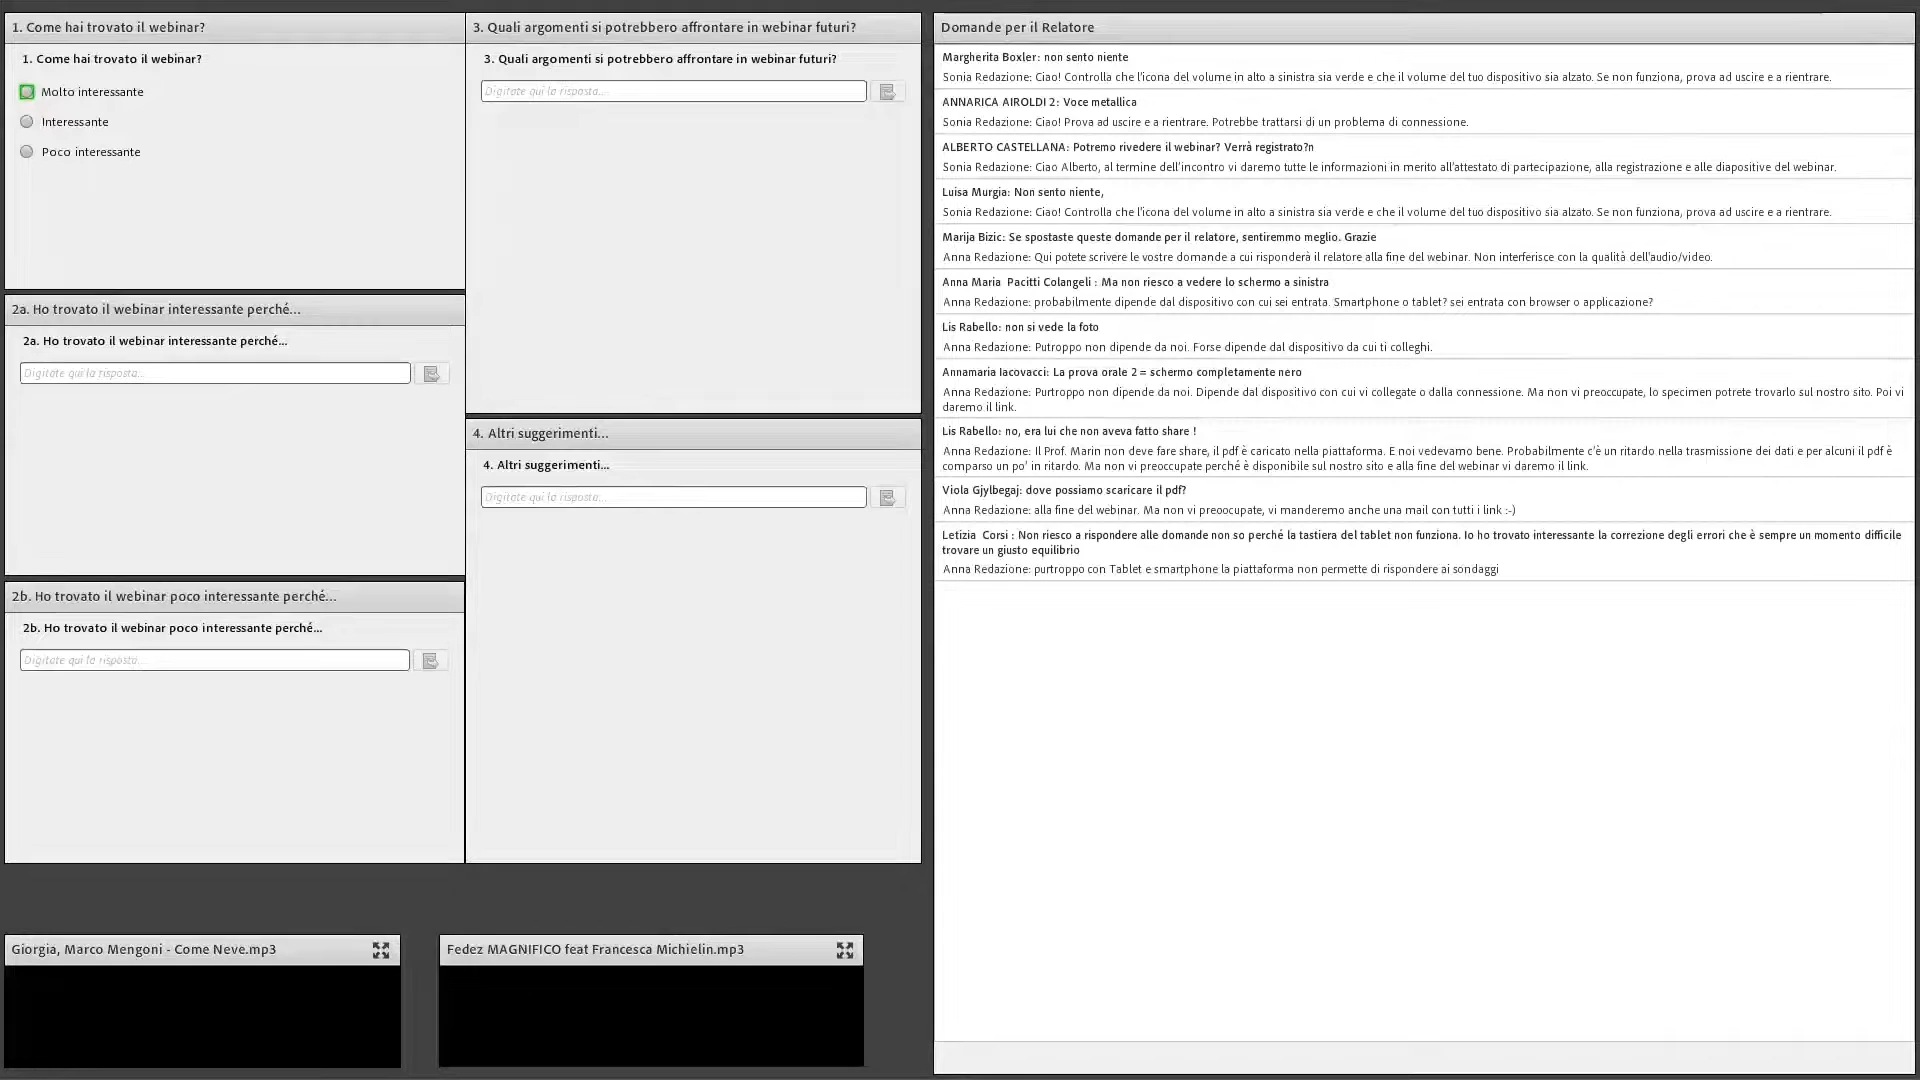 1. Come hai trovato il webinar?
1. Come hai trovato il webinar?
Molto interessante
Interessante
Poco interessante
2a. Ho trovato il webinar interessante perché...
2a. Ho trovato il webinar interessante perché...
Digitate qui la risposta...
2b. Ho trovato il webinar poco interessante perché...
2b. Ho trovato il webinar poco interessante perché...
Digitate qui la risposta...
3. Quali argomenti si potrebbero affrontare in webinar futuri?
3. Quali argomenti si potrebbero affrontare in webinar futuri?
Digitate qui la risposta...
4. Altri suggerimenti...
4. Altri suggerimenti...
Digitate qui la risposta...
Giorgia, Marco Mengoni - Come Neve.mp3
Fedez MAGNIFICO feat Francesca Michielin.mp3
Domande per il Relatore
Margherita Boxler: non sento niente
Sonia Redazione: Ciao! Controlla che l'icona del volume in alto a sinistra sia verde e che il volume del tuo dispositivo sia alzato. Se non funziona, prova ad uscire e a rientrare.
ANNARICA AIROLDI 2: Voce metallica
Sonia Redazione: Ciao! Prova ad uscire e a rientrare. Potrebbe trattarsi di un problema di connessione.
ALBERTO CASTELLANA: Potremo rivedere il webinar? Verrà registrato?n
Sonia Redazione: Ciao Alberto, al termine dell'incontro vi daremo tutte le informazioni in merito all'attestato di partecipazione, alla registrazione e alle diapositive del webinar.
Luisa Murgia: Non sento niente,
Sonia Redazione: Ciao! Controlla che l'icona del volume in alto a sinistra sia verde e che il volume del tuo dispositivo sia alzato. Se non funziona, prova ad uscire e a rientrare.
Marija Bizic: Se spostaste queste domande per il relatore, sentiremmo meglio. Grazie
Anna Redazione: Qui potete scrivere le vostre domande a cui risponderà il relatore alla fine del webinar. Non interferisce con la qualità dell'audio/video.
Anna Maria  Pacitti Colangeli : Ma non riesco a vedere lo schermo a sinistra
Anna Redazione: probabilmente dipende dal dispositivo con cui sei entrata. Smartphone o tablet? sei entrata con browser o applicazione?
Lis Rabello: non si vede la foto
Anna Redazione: Putroppo non dipende da noi. Forse dipende dal dispositivo da cui ti colleghi.
Annamaria Iacovacci: La prova orale 2 = schermo completamente nero
Anna Redazione: Purtroppo non dipende da noi. Dipende dal dispositivo con cui vi collegate o dalla connessione. Ma non vi preoccupate, lo specimen potrete trovarlo sul nostro sito. Poi vi
daremo il link.
Lis Rabello: no, era lui che non aveva fatto share !
Anna Redazione: Il Prof. Marin non deve fare share, il pdf è caricato nella piattaforma. E noi vedevamo bene. Probabilmente c'è un ritardo nella trasmissione dei dati e per alcuni il pdf è
comparso un po' in ritardo. Ma non vi preoccupate perché è disponibile sul nostro sito e alla fine del webinar vi daremo il link.
Viola Gjylbegaj: dove possiamo scaricare il pdf?
Anna Redazione: alla fine del webinar. Ma non vi preoocupate, vi manderemo anche una mail con tutti i link :-)
Letizia  Corsi : Non riesco a rispondere alle domande non so perché la tastiera del tablet non funziona. Io ho trovato interessante la correzione degli errori che è sempre un momento difficile
trovare un giusto equilibrio
Anna Redazione: purtroppo con Tablet e smartphone la piattaforma non permette di rispondere ai sondaggi